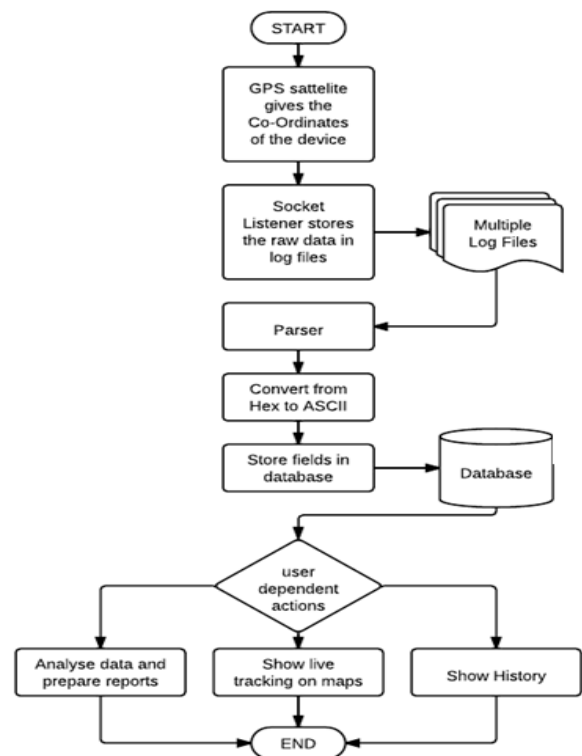 START
GPS sattelite
gives the
Co-Ordinates
of the device
Socket
Listener stores
the raw data in
log files
Multiple
Log Files
Parser
Convert from
Hex to ASCII
Store fields in
database
Database
user
dependent
actions
Analyse data and
prepare reports
Show live
tracking on maps
Show History
END